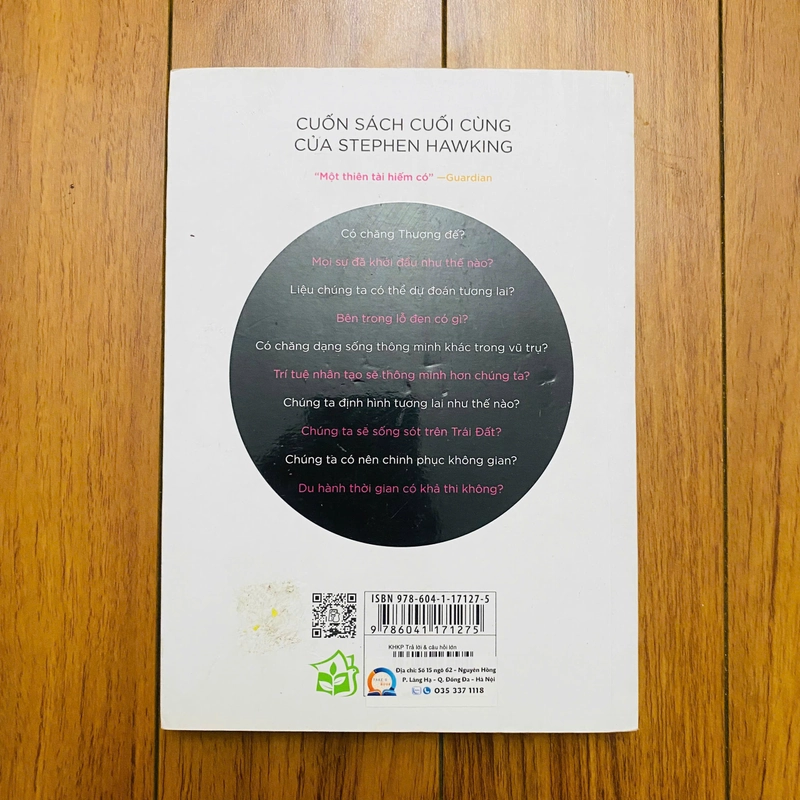 CUỐN SÁCH CUỐI CÙNG
CỦA STEPHEN HAWKING
"Một thiên tài hiếm có" —Guardian
Có chăng Thượng đế?
Mọi sự đã khởi đầu như thế nào?
Liệu chúng ta có thể dự đoán tương lai?
Bên trong lỗ đen có gì?
Có chăng dạng sống thông minh khác trong vũ trụ?
Trí tuệ nhân tạo sẽ thông minh hơn chúng ta?
Chúng ta định hình tương lai như thế nào?
Chúng ta sẽ sống sót trên Trái Đất?
Chúng ta có nên chinh phục không gian?
Du hành thời gian có khả thi không?
ISBN 978-604-1-17127-5
9 786041 171275
KHKP Trả lời & câu hỏi lớn
Địa chỉ: Số 15 ngõ 62 - Nguyên Hồng
P. Láng Hạ - Q. Đống Đa - Hà Nội
035 337 1118